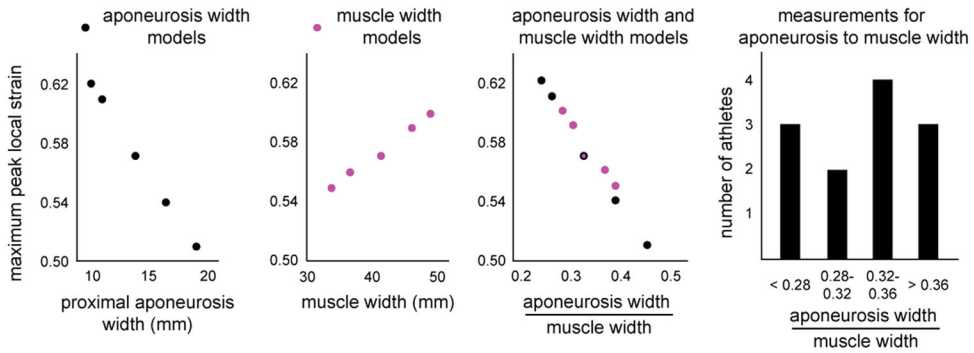 aponeurosis width
models
maximum peak local strain
0.62
0.58
0.54
0.50
10
15
20
proximal aponeurosis
width (mm)
muscle width
models
0.62
0.58
0.54
0.50
30
40
50
muscle width (mm)
aponeurosis width and
muscle width models
0.62
0.58
0.54
0.50
0.2
0.3
0.4
0.5
aponeurosis width
muscle width
measurements for
aponeurosis to muscle width
number of athletes
4
3
2
1
< 0.28
0.28-
0.32
0.32-
0.36
> 0.36
aponeurosis width
muscle width